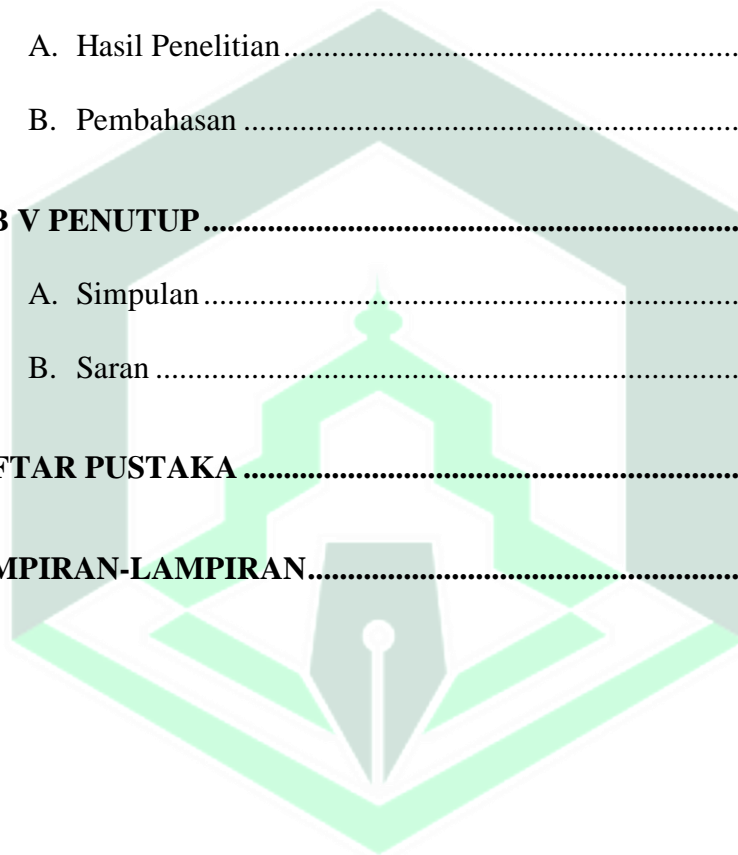 A. Hasil Penelitian............................................................
B. Pembahasan ................................................................
B V PENUTUP.....................................................................
A. Simpulan......................................................................
B. Saran ...........................................................................
FTAR PUSTAKA ................................................................
MPIRAN-LAMPIRAN.......................................................